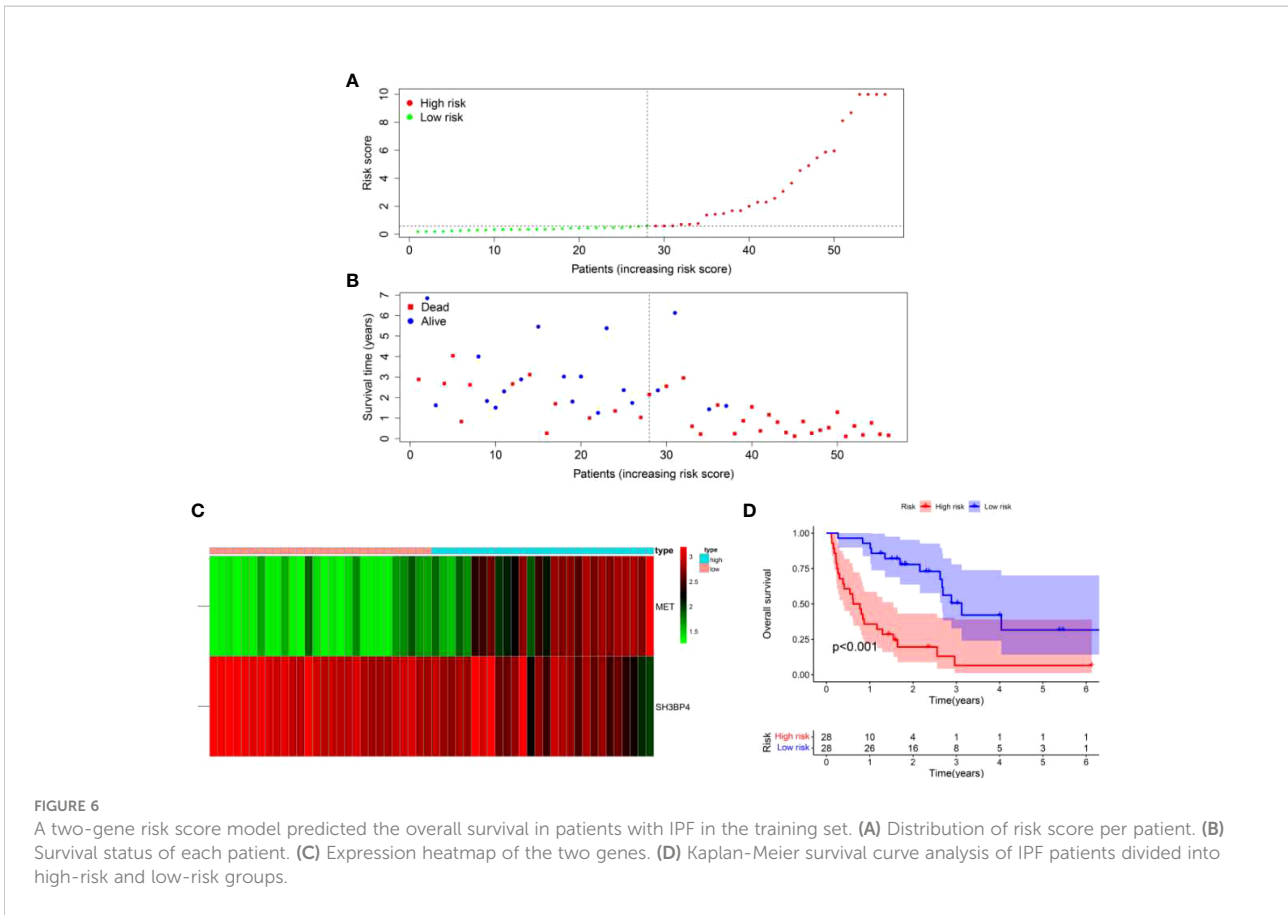 A
High risk
Low risk
Risk score
0 2 4 6 8 10
0 10 20 30 40 50
Patients (increasing risk score)
B
Dead
Alive
Survival time (years)
0 1 2 3 4 5 6 7
0 10 20 30 40 50
Patients (increasing risk score)
C
type
MET
SH3BP4
3
2.5
2
1.5
type
high
low
D
Risk High risk Low risk
Overall survival
1.00
0.75
0.50
0.25
0.00
p<0.001
0 1 2 3 4 5 6
Time(years)
Risk
High risk 28 10 4 1 1 1 1
Low risk 28 26 16 8 5 3 1
0 1 2 3 4 5 6
Time(years)
FIGURE 6
A two-gene risk score model predicted the overall survival in patients with IPF in the training set. (A) Distribution of risk score per patient. (B)
Survival status of each patient. (C) Expression heatmap of the two genes. (D) Kaplan-Meier survival curve analysis of IPF patients divided into
high-risk and low-risk groups.